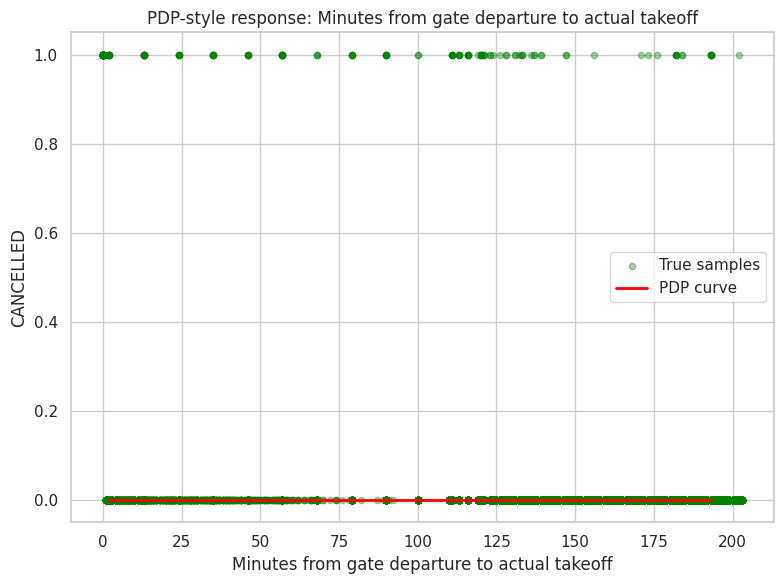 PDP-style response: Minutes from gate departure to actual takeoff
1.0
0.8
0.6
0.4
0.2
0.0
CANCELLED
True samples
PDP curve
0 25 50 75 100 125 150 175 200
Minutes from gate departure to actual takeoff